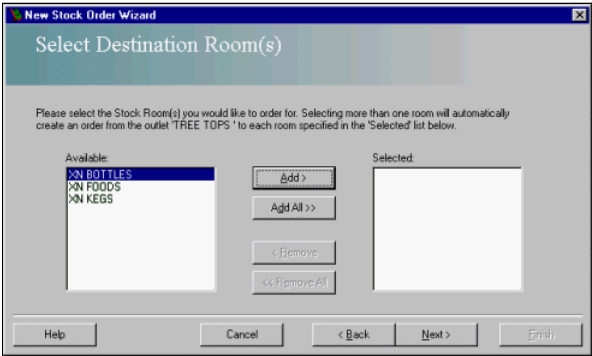 New Stock Order Wizard
Select Destination Room(s)
Please select the Stock Room(s) you would like to order for. Selecting more than one room will automatically
create an order from the outlet 'TREE TOPS ' to each room specified in the 'Selected' list below.
Available:
Selected:
XN BOTTLES
XN FOODS
XN KEGS
Add >
Add All >>
< Remove
<< Remove All
Help
Cancel
< Back
Next >
Finish